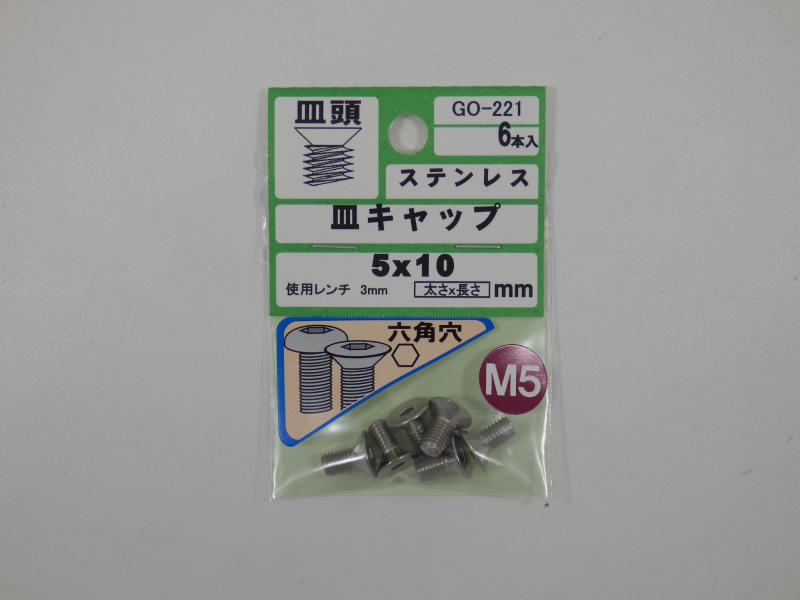 皿頭
GO-221
6本入
ステンレス
皿キャップ
5x10
使用レンチ 3mm 太さx長さ mm
六角穴
M5